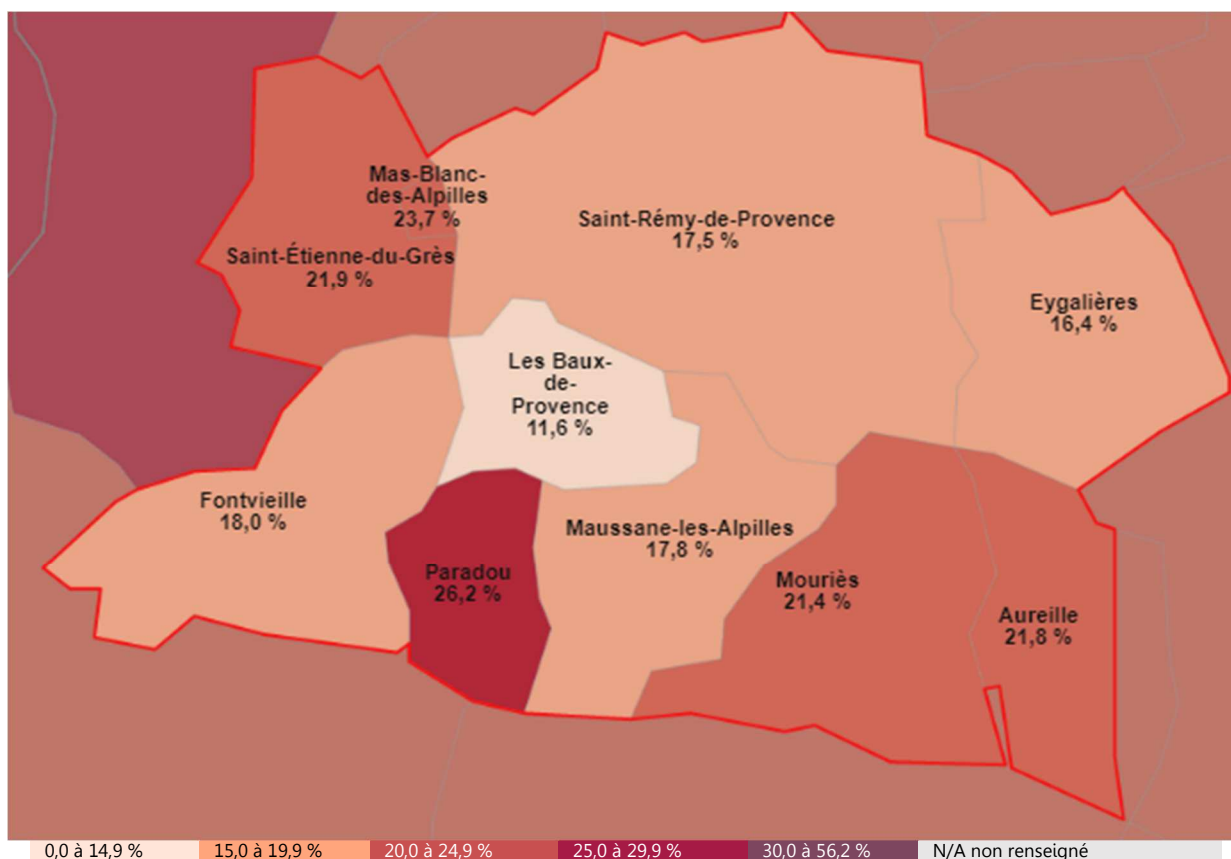 Mas-Blanc-
des-Alpilles
23,7 %
Saint-Rémy-de-Provence
17,5 %
Saint-Étienne-du-Grès
21,9 %
Eygalières
16,4 %
Les Baux-
de-
Provence
11,6 %
Fontvieille
18,0 %
Maussane-les-Alpilles
17,8 %
Paradou
26,2 %
Mouriès
21,4 %
Aureille
21,8 %
0,0 à 14,9 %
15,0 à 19,9 %
20,0 à 24,9 %
25,0 à 29,9 %
30,0 à 56,2 %
N/A non renseigné